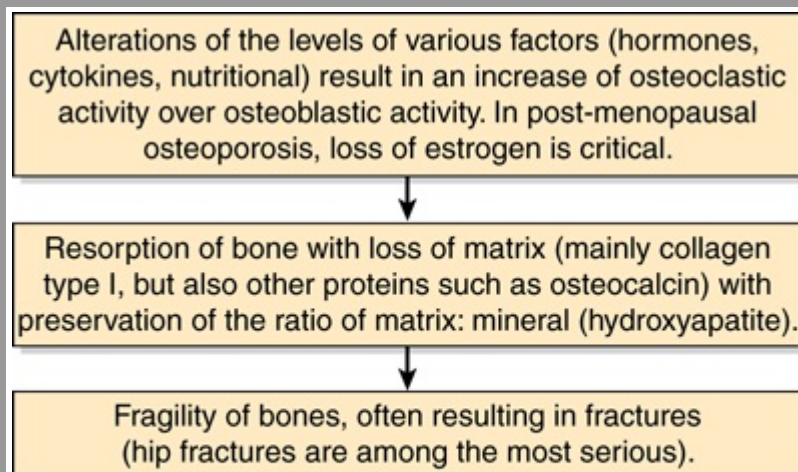 Alterations of the levels of various factors (hormones,
cytokines, nutritional) result in an increase of osteoclastic
activity over osteoblastic activity. In post-menopausal
osteoporosis, loss of estrogen is critical.
Resorption of bone with loss of matrix (mainly collagen
type I, but also other proteins such as osteocalcin) with
preservation of the ratio of matrix: mineral (hydroxyapatite).
Fragility of bones, often resulting in fractures
(hip fractures are among the most serious).